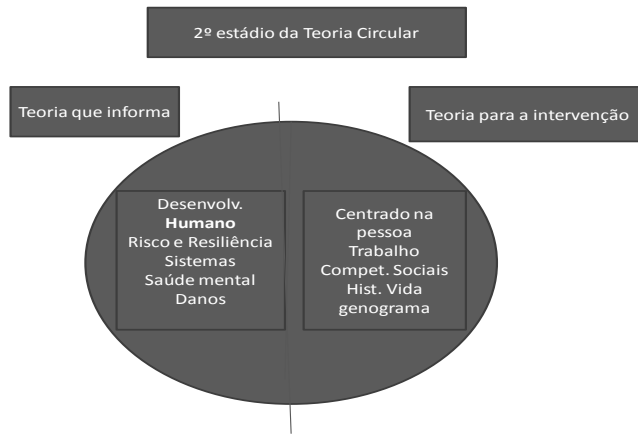 2º estádio da Teoria Circular
Teoria que informa
Teoria para a intervenção
Desenvolv.
Humano
Risco e Resiliência
Sistemas
Saúde mental
Danos
Centrado na
pessoa
Trabalho
Compet. Sociais
Hist. Vida
genograma